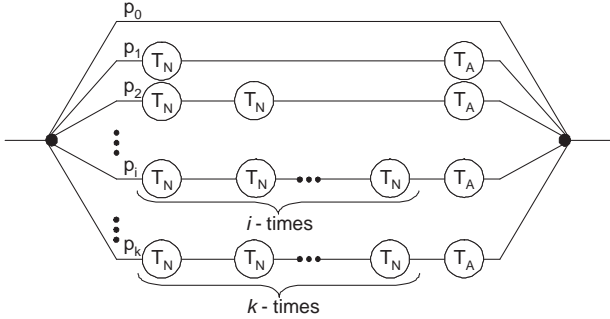 p0
p1 TN TA
p2 TN TN TA
pi TN TN TN TA
i - times
pk TN TN TN TA
k - times